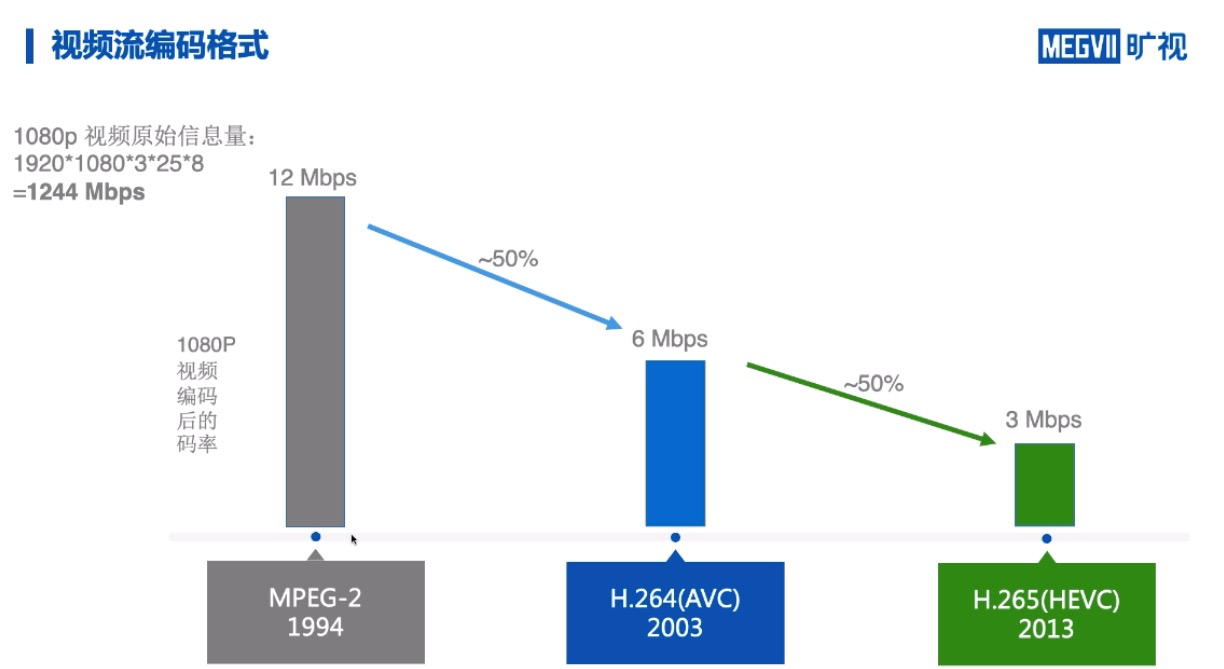 视频流编码格式
MEGVII 旷视
1080p 视频原始信息量：
1920*1080*3*25*8
=1244 Mbps
12 Mbps
~50%
6 Mbps
~50%
3 Mbps
1080P
视频
编码
后的
码率
MPEG-2
1994
H.264(AVC)
2003
H.265(HEVC)
2013